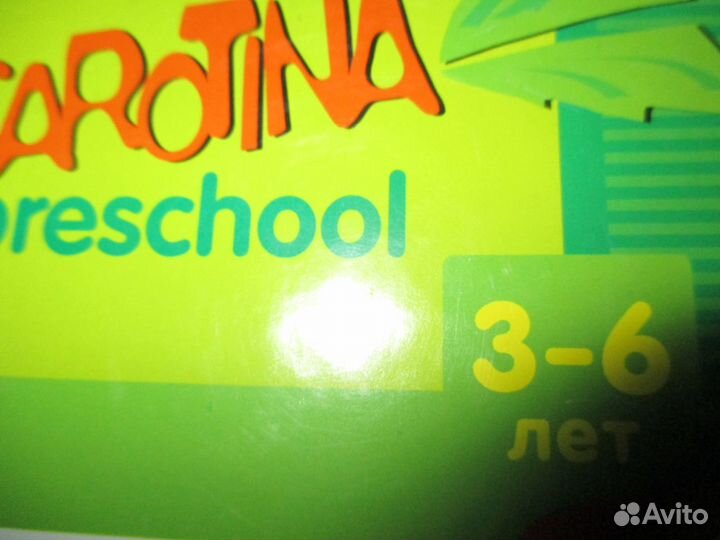 CAROTINA
preschool
3-6
лет
Avito